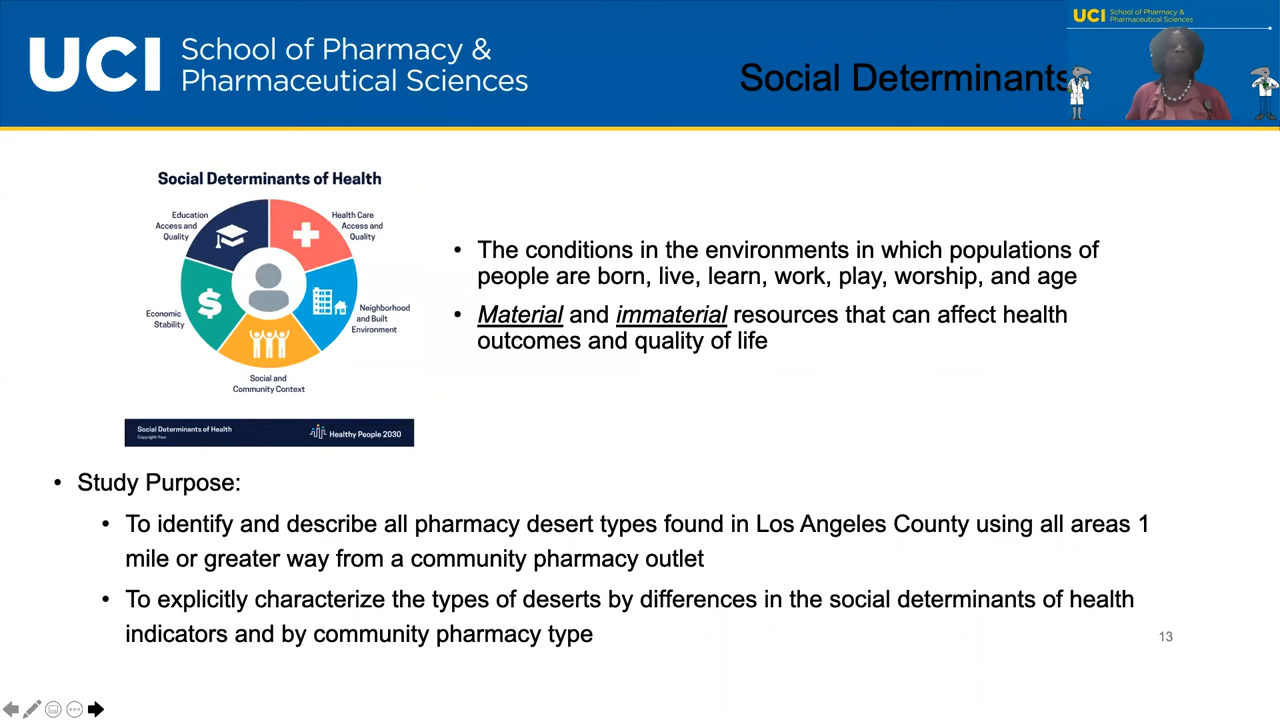 UCI School of Pharmacy &
Pharmaceutical Sciences
Social Determinants
UCI School of Pharmacy &
Pharmaceutical Sciences
Social Determinants of Health
Education
Access and
Quality
Health Care
Access and
Quality
Economic
Stability
Neighborhood
and Built
Environment
Social and
Community Context
Social Determinants of Health
Copyright-free
Healthy People 2030
• The conditions in the environments in which populations of
people are born, live, learn, work, play, worship, and age
• Material and immaterial resources that can affect health
outcomes and quality of life
• Study Purpose:
• To identify and describe all pharmacy desert types found in Los Angeles County using all areas 1
mile or greater way from a community pharmacy outlet
• To explicitly characterize the types of deserts by differences in the social determinants of health
indicators and by community pharmacy type
13